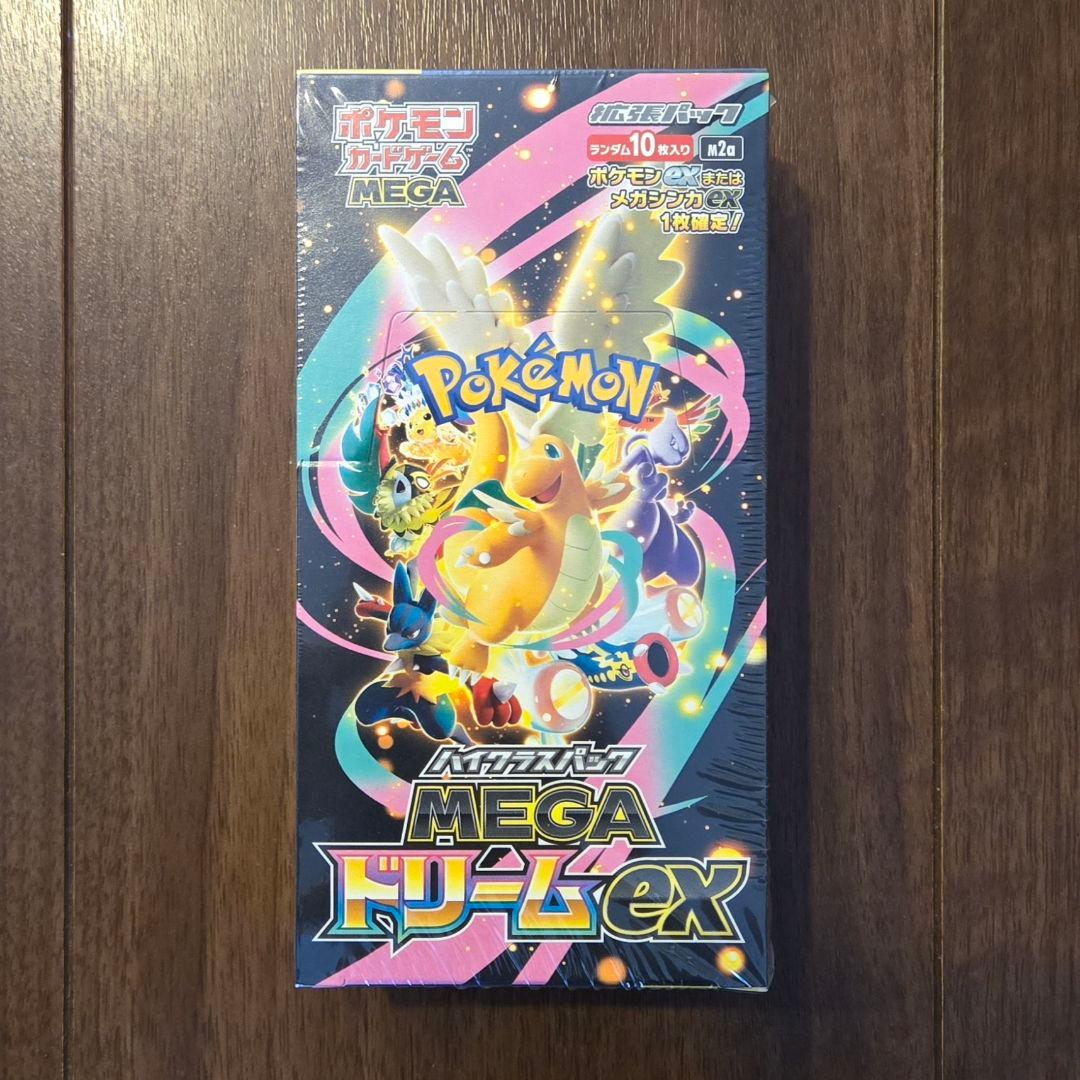 ポケモン
カードゲーム™
MEGA
拡張パック
ランダム10枚入り M2a
ポケモンexまたは
メガシンカex
1枚確定！
POKéMON™
ハイクラスパック
MEGA
ドリームex